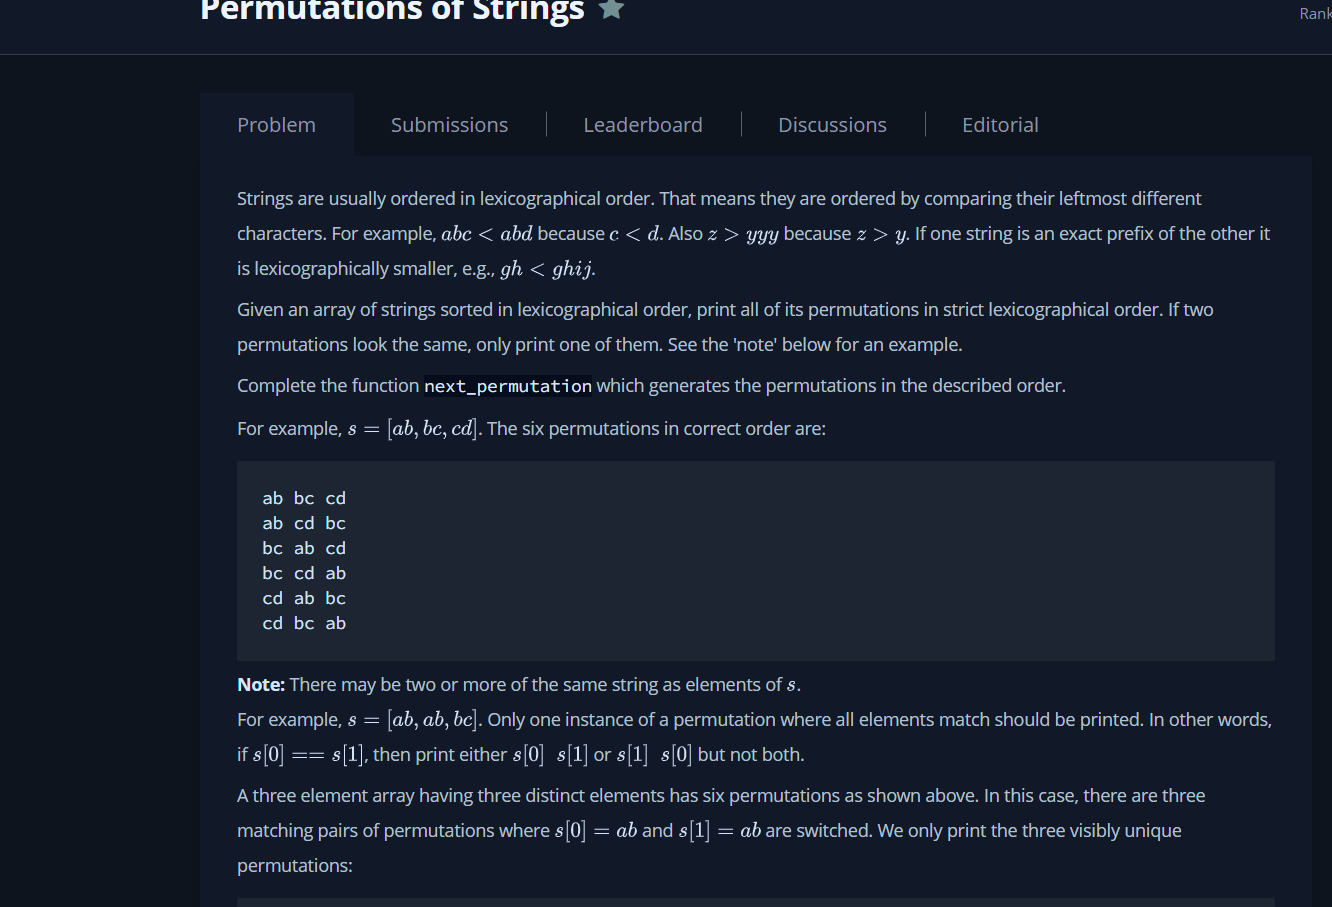 Permutations of Strings
Rank
Problem
Submissions
Leaderboard
Discussions
Editorial
Strings are usually ordered in lexicographical order. That means they are ordered by comparing their leftmost different
characters. For example, abc < abd because c < d. Also z > yyy because z > y. If one string is an exact prefix of the other it
is lexicographically smaller, e.g., gh < ghij.
Given an array of strings sorted in lexicographical order, print all of its permutations in strict lexicographical order. If two
permutations look the same, only print one of them. See the 'note' below for an example.
Complete the function next_permutation which generates the permutations in the described order.
For example, s = [ab, bc, cd]. The six permutations in correct order are:
ab bc cd
ab cd bc
bc ab cd
bc cd ab
cd ab bc
cd bc ab
Note: There may be two or more of the same string as elements of s.
For example, s = [ab, ab, bc]. Only one instance of a permutation where all elements match should be printed. In other words,
if s[0] == s[1], then print either s[0] s[1] or s[1] s[0] but not both.
A three element array having three distinct elements has six permutations as shown above. In this case, there are three
matching pairs of permutations where s[0] = ab and s[1] = ab are switched. We only print the three visibly unique
permutations: